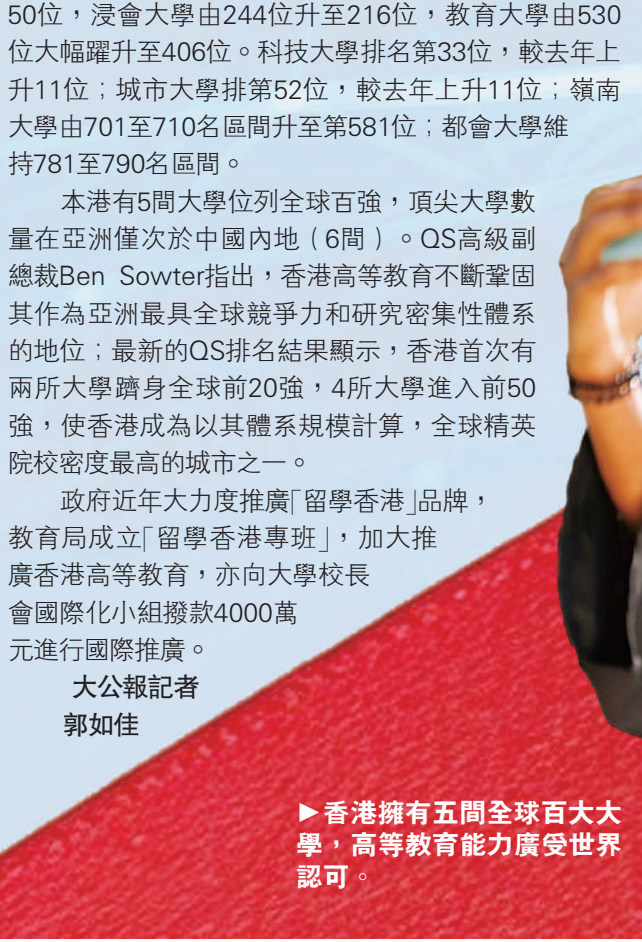 50位，浸會大學由244位升至216位，教育大學由530
位大幅躍升至406位。科技大學排名第33位，較去年上
升11位；城市大學排第52位，較去年上升11位；嶺南
大學由701至710名區間升至第581位；都會大學維
持781至790名區間。
本港有5間大學位列全球百強，頂尖大學數
量在亞洲僅次於中國內地（6間）。QS高級副
總裁Ben Sowter指出，香港高等教育不斷鞏固
其作為亞洲最具全球競爭力和研究密集性體系
的地位；最新的QS排名結果顯示，香港首次有
兩所大學躋身全球前20強，4所大學進入前50
強，使香港成為以其體系規模計算，全球精英
院校密度最高的城市之一。
政府近年大力度推廣「留學香港」品牌，
教育局成立「留學香港專班」，加大推
廣香港高等教育，亦向大學校長
會國際化小組撥款4000萬
元進行國際推廣。
大公報記者
郭如佳
▶香港擁有五間全球百大大
學，高等教育能力廣受世界
認可。